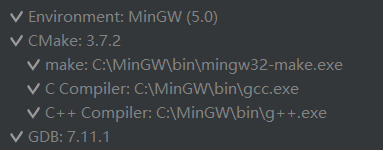 Environment: MinGW (5.0)
CMake: 3.7.2
make: C:\MinGW\bin\mingw32-make.exe
C Compiler: C:\MinGW\bin\gcc.exe
C++ Compiler: C:\MinGW\bin\g++.exe
GDB: 7.11.1